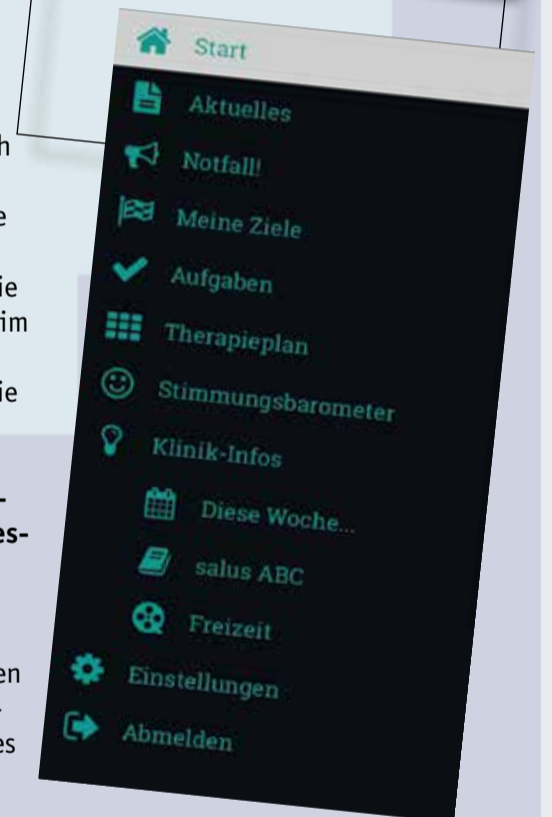 Start
Aktuelles
Notfall!
Meine Ziele
Aufgaben
Therapieplan
Stimmungsbarometer
Klinik-Infos
Diese Woche...
salus ABC
Freizeit
Einstellungen
Abmelden